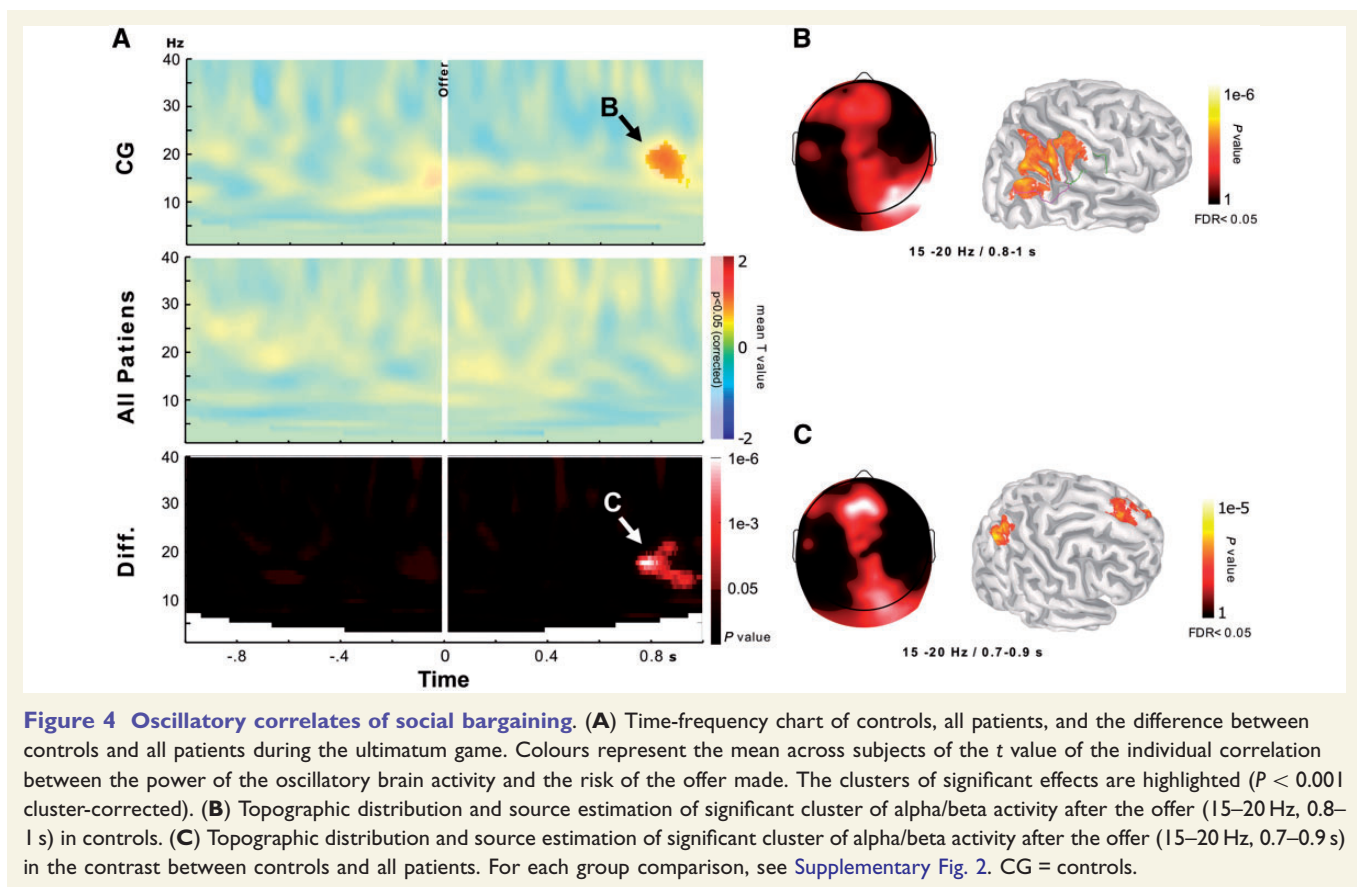 A
Hz
40
30
20
10
CG
Offer
B
40
30
20
10
All Patiens
2
0
-2
p<0.05 (corrected)
mean T value
40
30
20
10
Diff.
C
1e-6
1e-3
0.05
P value
-.8
-.4
0
0.4
0.8 s
Time
B
1e-6
P value
1
FDR< 0.05
15 -20 Hz / 0.8-1 s
C
1e-5
P value
1
FDR< 0.05
15 -20 Hz / 0.7-0.9 s
Figure 4 Oscillatory correlates of social bargaining. (A) Time-frequency chart of controls, all patients, and the difference between
controls and all patients during the ultimatum game. Colours represent the mean across subjects of the t value of the individual correlation
between the power of the oscillatory brain activity and the risk of the offer made. The clusters of significant effects are highlighted (P < 0.001
cluster-corrected). (B) Topographic distribution and source estimation of significant cluster of alpha/beta activity after the offer (15–20 Hz, 0.8–
1 s) in controls. (C) Topographic distribution and source estimation of significant cluster of alpha/beta activity after the offer (15–20 Hz, 0.7–0.9 s)
in the contrast between controls and all patients. For each group comparison, see Supplementary Fig. 2. CG = controls.